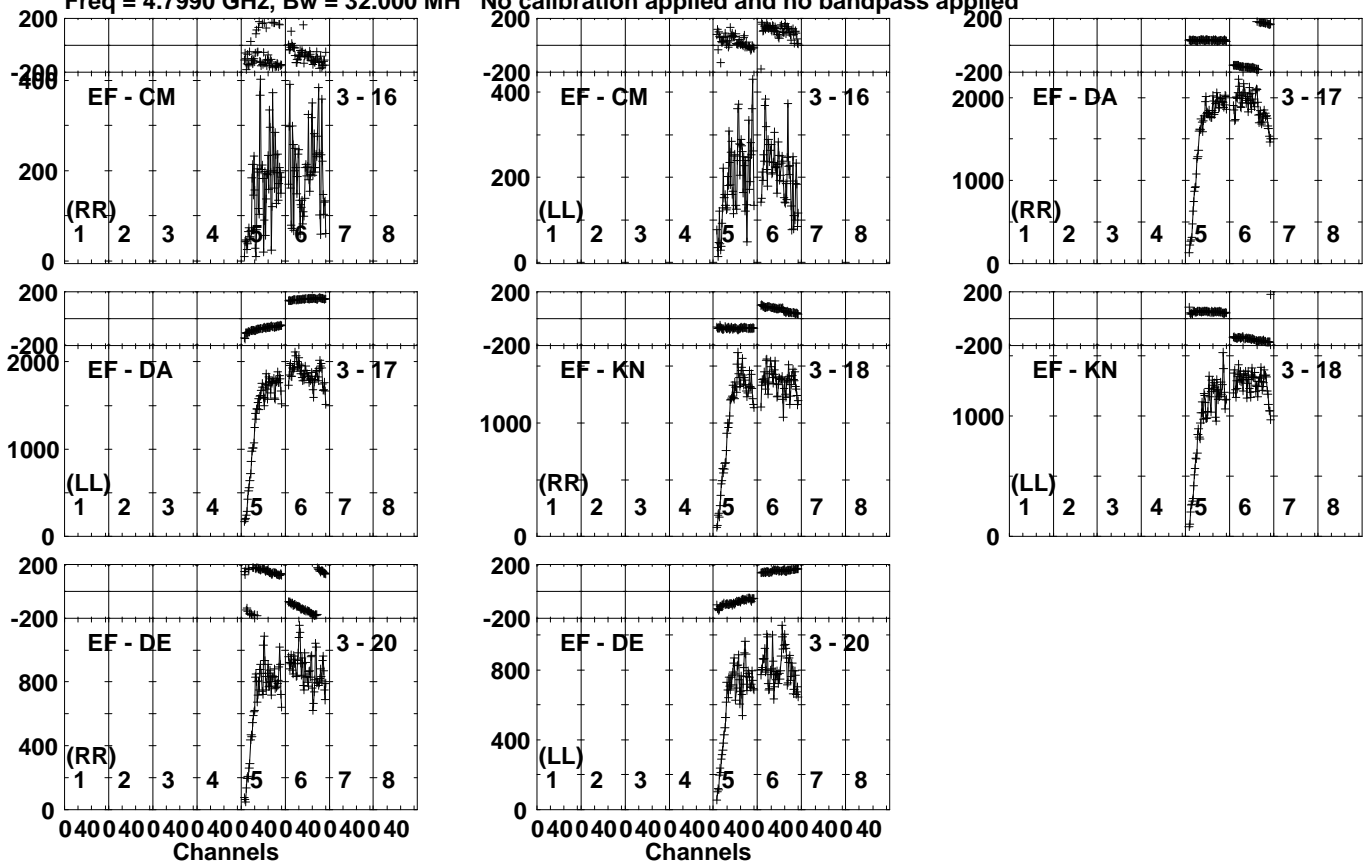 Freq = 4.7990 GHz, Bw = 32.000 MH No calibration applied and no bandpass applied
200
-200
400
200
0
EF - CM
3 - 16
(RR)
1 2 3 4 5 6 7 8
200
-200
400
200
0
EF - CM
3 - 16
(LL)
1 2 3 4 5 6 7 8
200
-200
2000
1000
0
EF - DA
3 - 17
(RR)
1 2 3 4 5 6 7 8
200
-200
2000
1000
0
EF - DA
3 - 17
(LL)
1 2 3 4 5 6 7 8
200
-200
1000
0
EF - KN
3 - 18
(RR)
1 2 3 4 5 6 7 8
200
-200
1000
0
EF - KN
3 - 18
(LL)
1 2 3 4 5 6 7 8
200
-200
800
400
0
EF - DE
3 - 20
(RR)
1 2 3 4 5 6 7 8
0 40 0 40 0 40 0 40 0 40 0 40 0 40 0 40
Channels
200
-200
800
400
0
EF - DE
3 - 20
(LL)
1 2 3 4 5 6 7 8
0 40 0 40 0 40 0 40 0 40 0 40 0 40 0 40
Channels